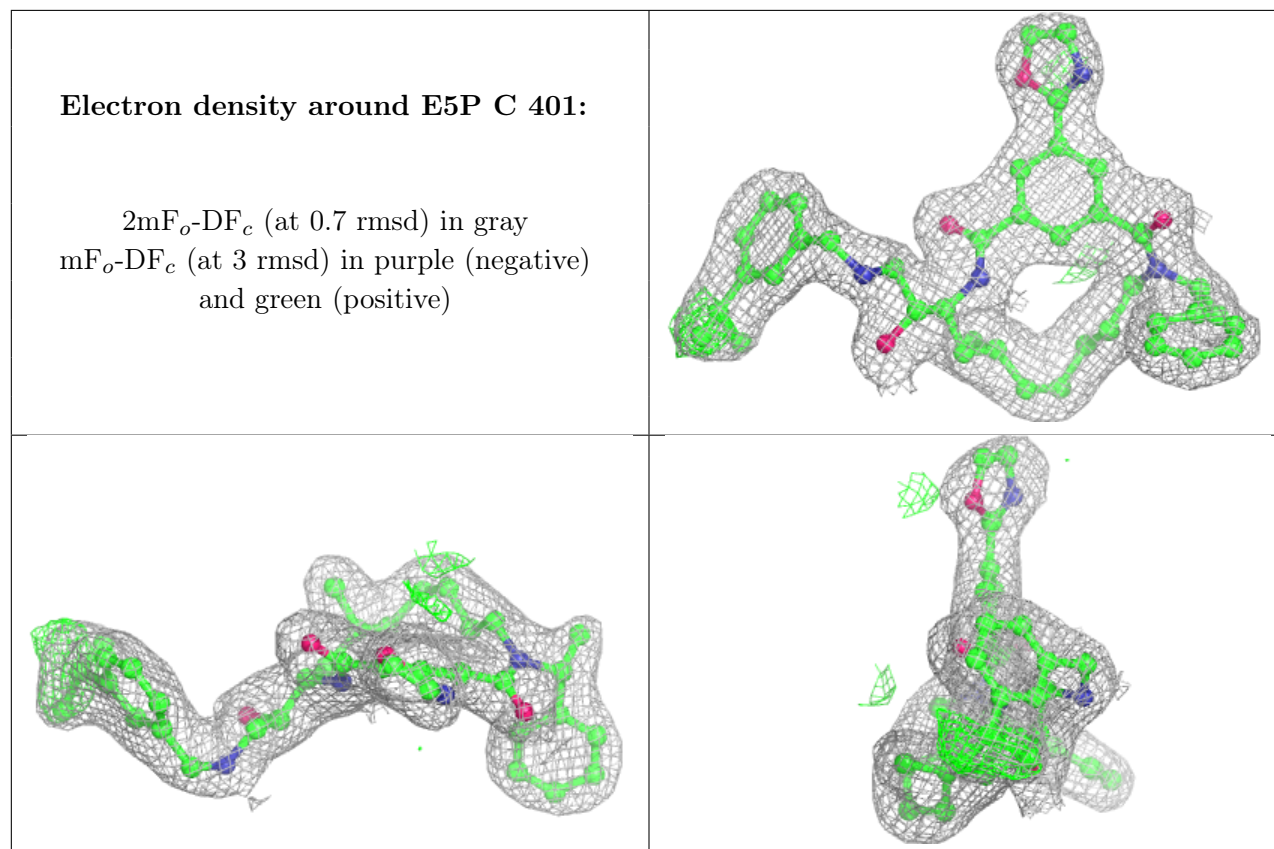 Electron density around E5P C 401:
2mFo-DFc (at 0.7 rmsd) in gray
mFo-DFc (at 3 rmsd) in purple (negative)
and green (positive)